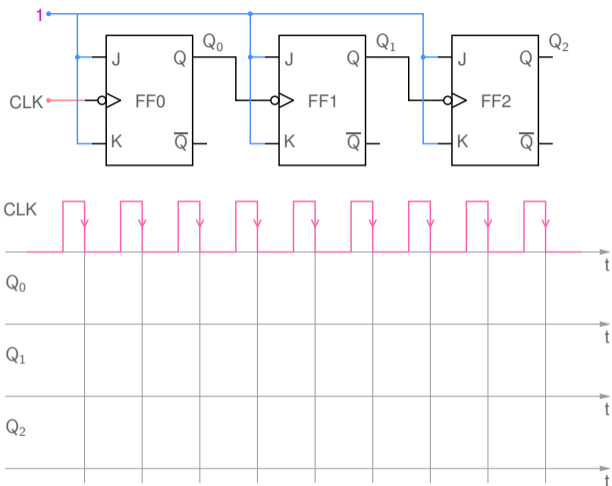 1
Q₀ Q₁ Q₂
J Q J Q J Q
CLK FF0 FF1 FF2
K Q̅ K Q̅ K Q̅
CLK
t
Q₀
t
Q₁
t
Q₂
t